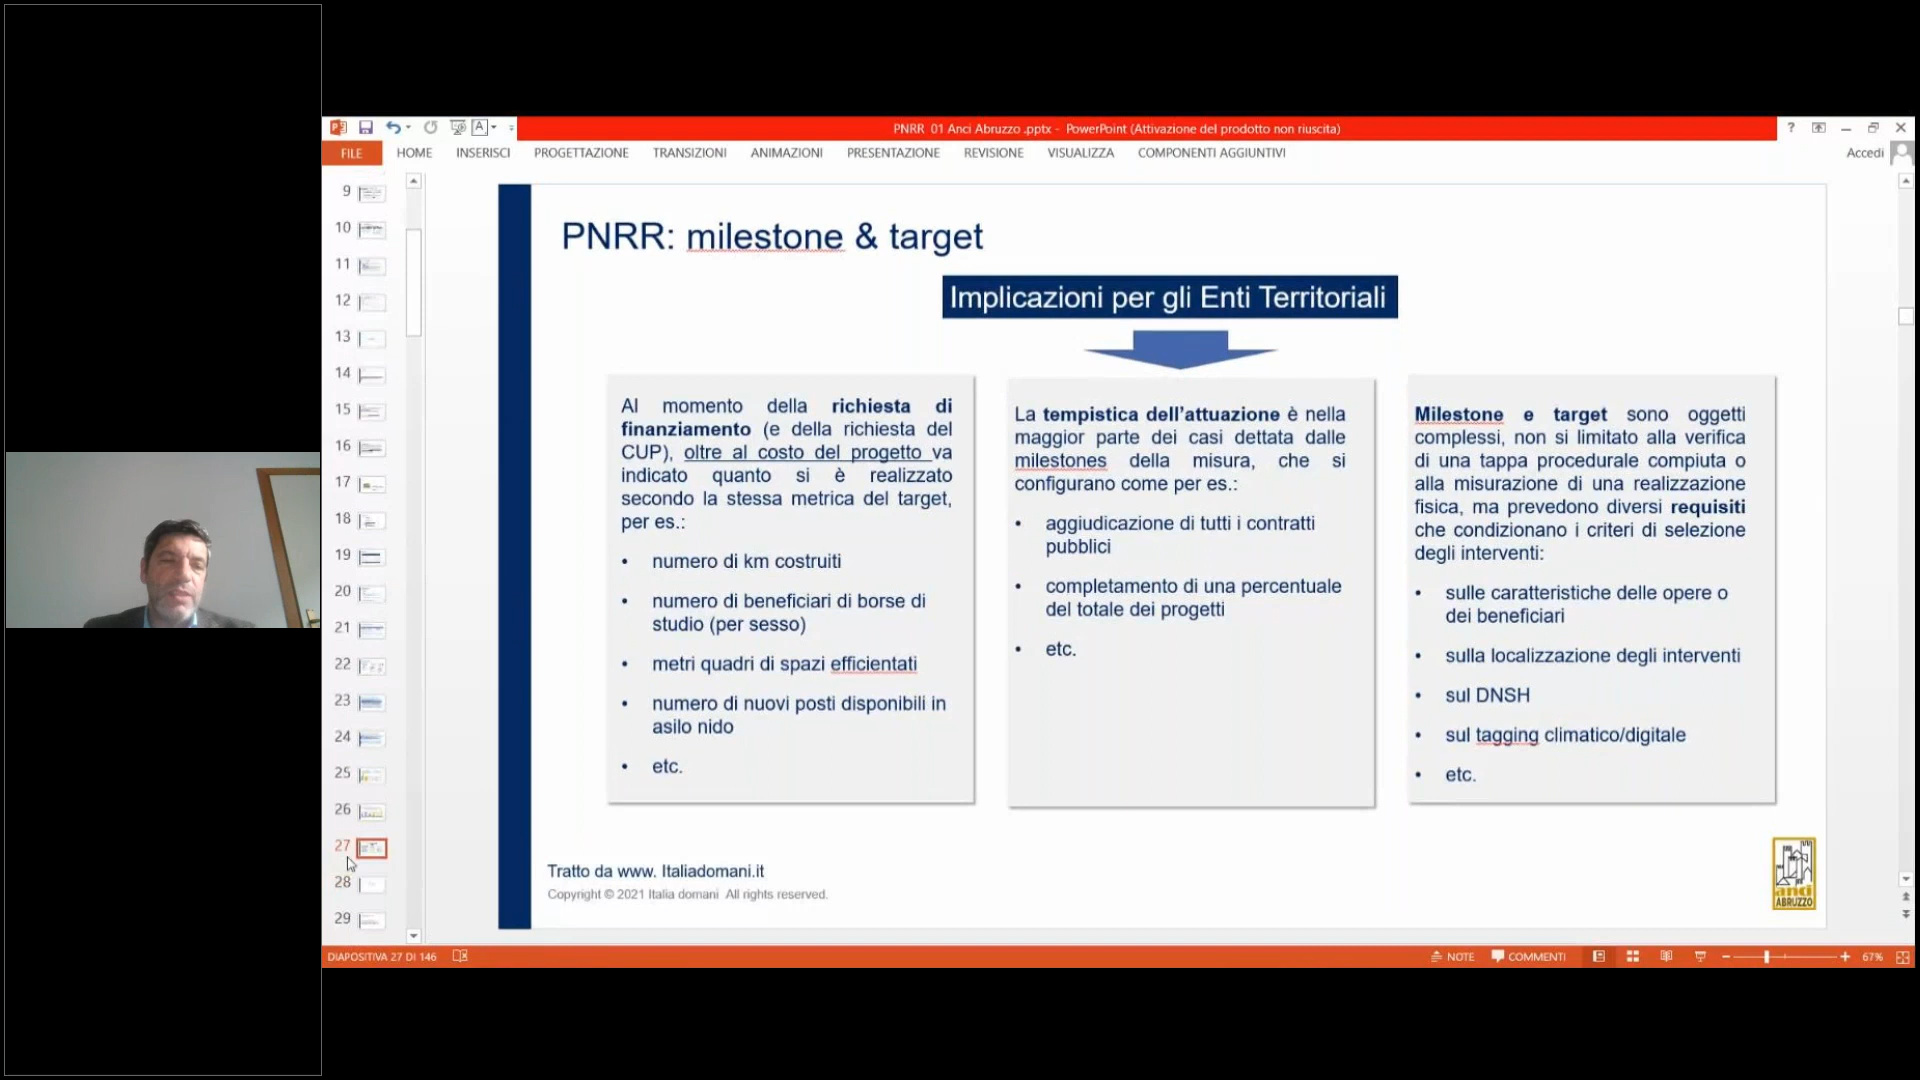 PNRR 01 Anci Abruzzo .pptx - PowerPoint (Attivazione del prodotto non riuscita)
FILE HOME INSERISCI PROGETTAZIONE TRANSIZIONI ANIMAZIONI PRESENTAZIONE REVISIONE VISUALIZZA COMPONENTI AGGIUNTIVI Accedi
9
10
11
12
13
14
15
16
17
18
19
20
21
22
23
24
25
26
27
28
29
PNRR: milestone & target
Implicazioni per gli Enti Territoriali
Al momento della richiesta di
finanziamento (e della richiesta del
CUP), oltre al costo del progetto va
indicato quanto si è realizzato
secondo la stessa metrica del target,
per es.:
• numero di km costruiti
• numero di beneficiari di borse di
studio (per sesso)
• metri quadri di spazi efficientati
• numero di nuovi posti disponibili in
asilo nido
• etc.
La tempistica dell'attuazione è nella
maggior parte dei casi dettata dalle
milestones della misura, che si
configurano come per es.:
• aggiudicazione di tutti i contratti
pubblici
• completamento di una percentuale
del totale dei progetti
• etc.
Milestone e target sono oggetti
complessi, non si limitato alla verifica
di una tappa procedurale compiuta o
alla misurazione di una realizzazione
fisica, ma prevedono diversi requisiti
che condizionano i criteri di selezione
degli interventi:
• sulle caratteristiche delle opere o
dei beneficiari
• sulla localizzazione degli interventi
• sul DNSH
• sul tagging climatico/digitale
• etc.
Tratto da www. Italiadomani.it
Copyright © 2021 Italia domani All rights reserved.
anci
ABRUZZO
DIAPOSITIVA 27 DI 146 NOTE COMMENTI 67%